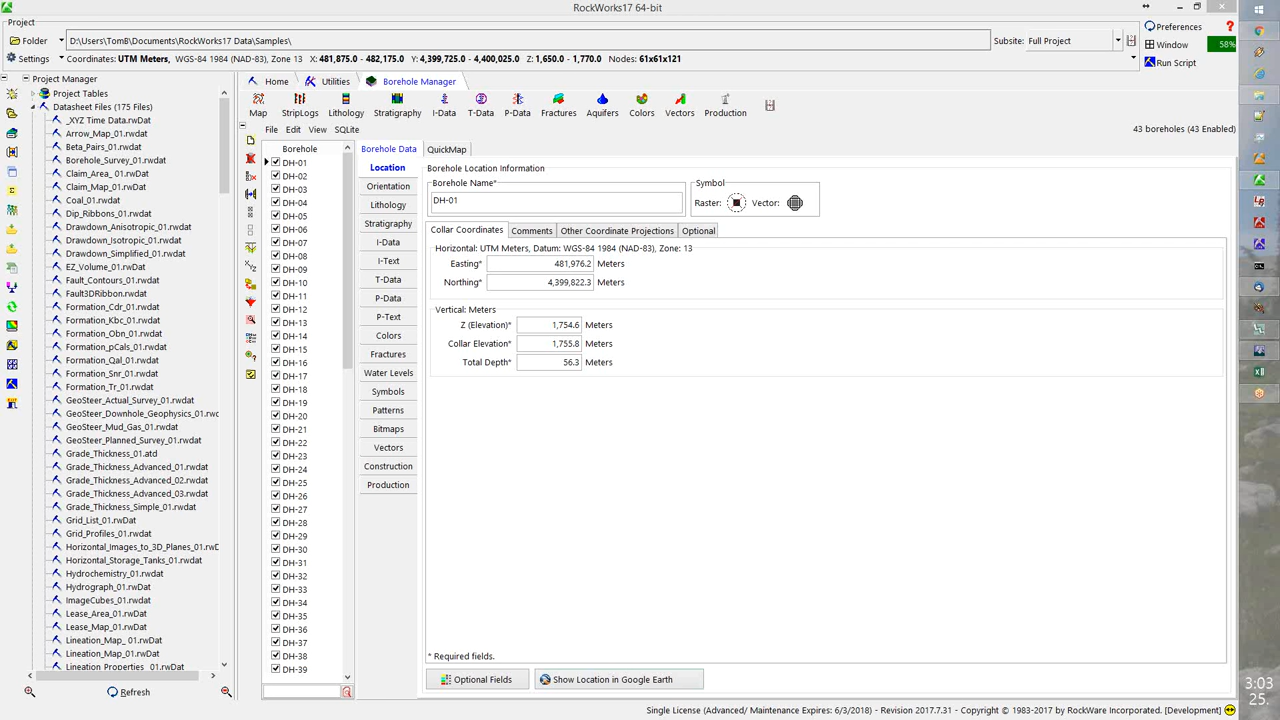 RockWorks17 64-bit
Project
Folder
D:\Users\TomB\Documents\RockWorks17 Data\Samples\
Subsite: Full Project
Preferences
Window
58%
Run Script
Settings
Coordinates: UTM Meters, WGS-84 1984 (NAD-83), Zone 13 X: 481,875.0 - 482,175.0 Y: 4,399,725.0 - 4,400,025.0 Z: 1,650.0 - 1,770.0 Nodes: 61x61x121
Project Manager
Project Tables
Datasheet Files (175 Files)
_XYZ Time Data.rwDat
Arrow_Map_01.rwDat
Beta_Pairs_01.rwDat
Borehole_Survey_01.rwdat
Claim_Area_ 01.rwDat
Claim_Map_01.rwDat
Coal_01.rwDat
Dip_Ribbons_01.rwDat
Drawdown_Anisotropic_01.rwDat
Drawdown_Isotropic_01.rwDat
Drawdown_Simplified_01.rwDat
EZ_Volume_01.rwDat
Fault_Contours_01.rwDat
Fault3DRibbon.rwDat
Formation_Cdr_01.rwDat
Formation_Kbc_01.rwDat
Formation_Obn_01.rwDat
Formation_pCals_01.rwDat
Formation_Qal_01.rwDat
Formation_Snr_01.rwDat
Formation_Tr_01.rwDat
GeoSteer_Actual_Survey_01.rwDat
GeoSteer_Downhole_Geophysics_01.rwc
GeoSteer_Mud_Gas_01.rwDat
GeoSteer_Planned_Survey_01.rwDat
Grade_Thickness_01.atd
Grade_Thickness_Advanced_01.rwDat
Grade_Thickness_Advanced_02.rwDat
Grade_Thickness_Advanced_03.rwDat
Grade_Thickness_Simple_01.rwDat
Grid_List_01.rwDat
Grid_Profiles_01.rwDat
Horizontal_Images_to_3D_Planes_01.rwD
Horizontal_Storage_Tanks_01.rwDat
Hydrochemistry_01.rwDat
Hydrograph_01.rwDat
ImageCubes_01.rwDat
Lease_Area_01.rwDat
Lease_Map_01.rwDat
Lineation_Map_ 01.rwDat
Lineation_Map_01.rwDat
Lineation Properties 01.rwDat
Refresh
Home
Utilities
Borehole Manager
Map
StripLogs
Lithology
Stratigraphy
I-Data
T-Data
P-Data
Fractures
Aquifers
Colors
Vectors
Production
File
Edit
View
SQLite
43 boreholes (43 Enabled)
Borehole
DH-01
DH-02
DH-03
DH-04
DH-05
DH-06
DH-07
DH-08
DH-09
DH-10
DH-11
DH-12
DH-13
DH-14
DH-15
DH-16
DH-17
DH-18
DH-19
DH-20
DH-21
DH-22
DH-23
DH-24
DH-25
DH-26
DH-27
DH-28
DH-29
DH-30
DH-31
DH-32
DH-33
DH-34
DH-35
DH-36
DH-37
DH-38
DH-39
Borehole Data
QuickMap
Location
Orientation
Lithology
Stratigraphy
I-Data
I-Text
T-Data
P-Data
P-Text
Colors
Fractures
Water Levels
Symbols
Patterns
Bitmaps
Vectors
Construction
Production
Borehole Location Information
Borehole Name*
DH-01
Symbol
Raster:
Vector:
Collar Coordinates
Comments
Other Coordinate Projections
Optional
Horizontal: UTM Meters, Datum: WGS-84 1984 (NAD-83), Zone: 13
Easting* 481,976.2 Meters
Northing* 4,399,822.3 Meters
Vertical: Meters
Z (Elevation)* 1,754.6 Meters
Collar Elevation* 1,755.8 Meters
Total Depth* 56.3 Meters
* Required fields.
Optional Fields
Show Location in Google Earth
Single License (Advanced/ Maintenance Expires: 6/3/2018) - Revision 2017.7.31 - Copyright © 1983-2017 by RockWare Incorporated. [Development]
3:03
25.